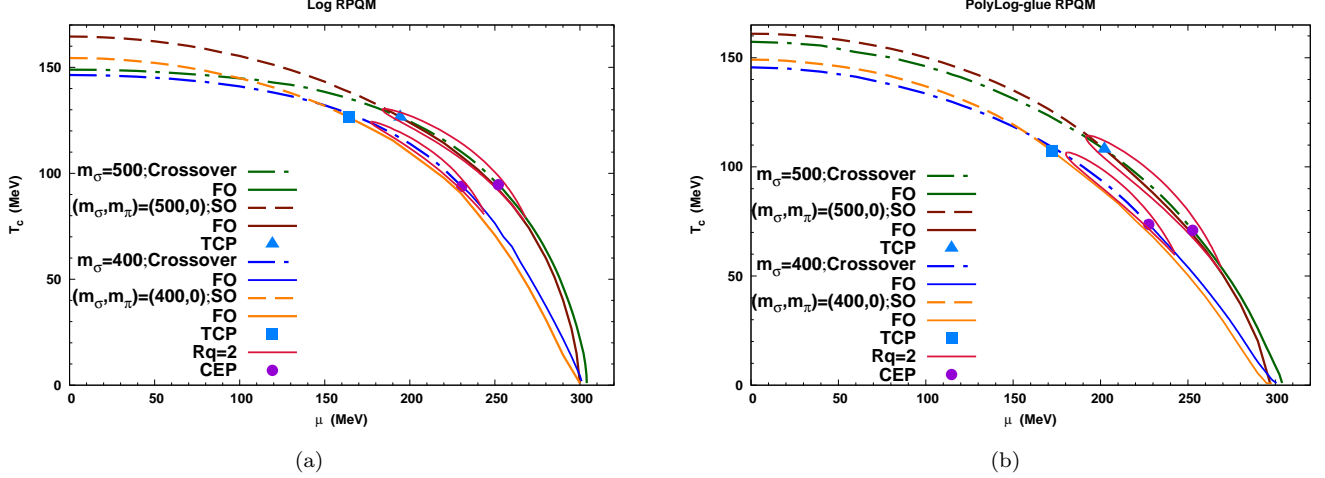 Log RPQM
T_c (MeV)
150
100
50
0
m_σ=500;Crossover
FO
(m_σ,m_π)=(500,0);SO
FO
TCP
m_σ=400;Crossover
FO
(m_σ,m_π)=(400,0);SO
FO
TCP
Rq=2
CEP
0 50 100 150 200 250 300
μ (MeV)
(a)
PolyLog-glue RPQM
T_c (MeV)
150
100
50
0
m_σ=500;Crossover
FO
(m_σ,m_π)=(500,0);SO
FO
TCP
m_σ=400;Crossover
FO
(m_σ,m_π)=(400,0);SO
FO
TCP
Rq=2
CEP
0 50 100 150 200 250 300
μ (MeV)
(b)